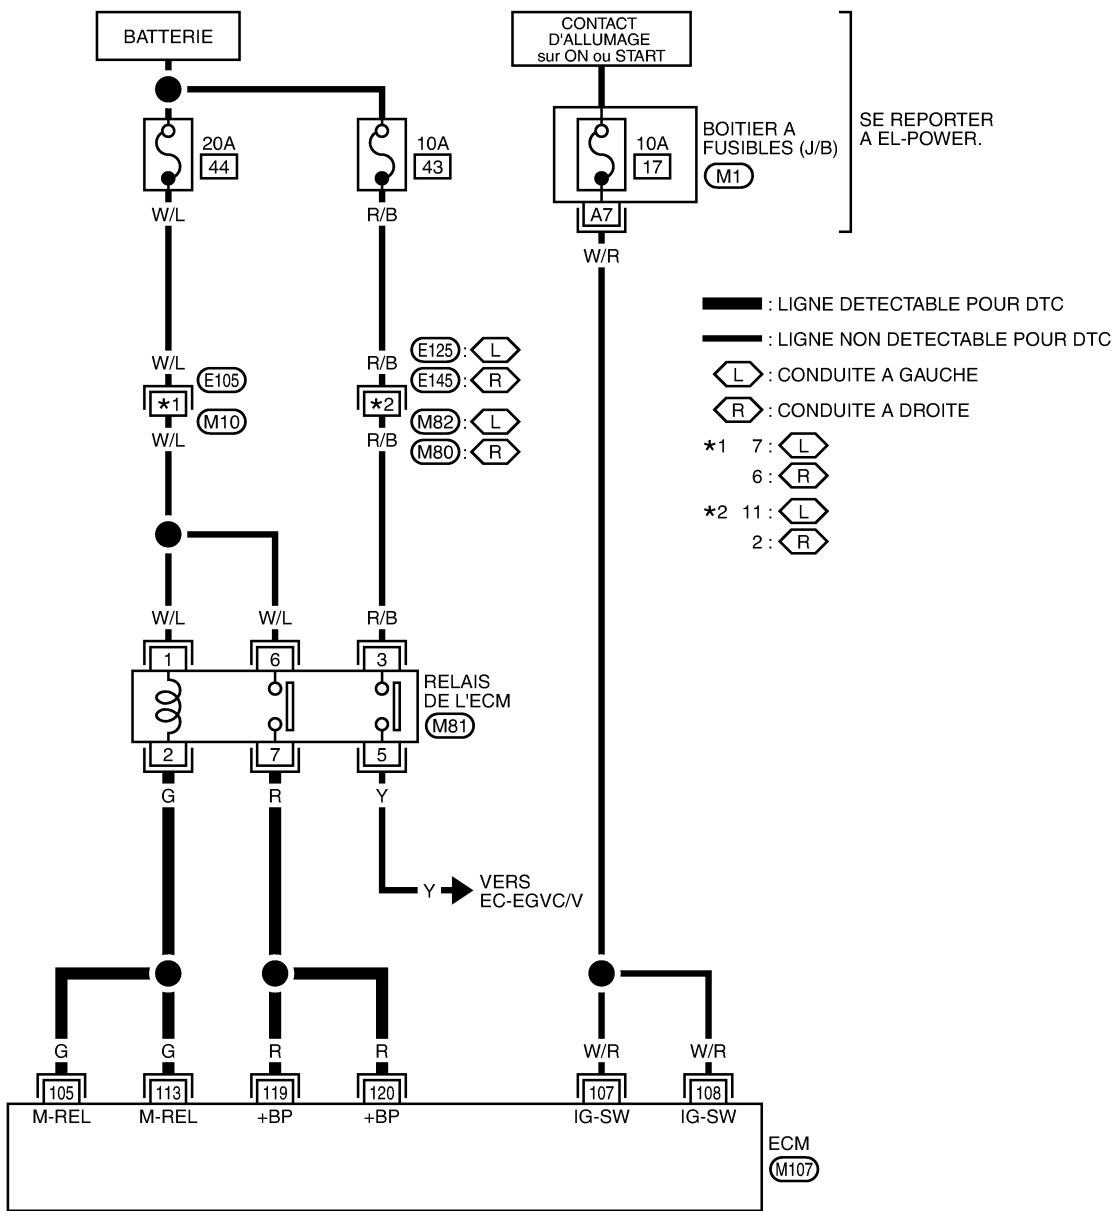 BATTERIE
CONTACT
D'ALLUMAGE
sur ON ou START
SE REPORTER
A EL-POWER.
20A
44
10A
43
10A
17
BOITIER A
FUSIBLES (J/B)
M1
A7
W/L
R/B
W/R
: LIGNE DETECTABLE POUR DTC
: LIGNE NON DETECTABLE POUR DTC
L : CONDUITE A GAUCHE
R : CONDUITE A DROITE
*1 7 : L
6 : R
*2 11 : L
2 : R
W/L
E105
*1
M10
W/L
R/B
E125 : L
E145 : R
*2
M82 : L
M80 : R
R/B
W/L
W/L
R/B
1
6
3
RELAIS
DE L'ECM
M81
2
7
5
G
R
Y
Y
VERS
EC-EGVC/V
G
G
R
R
W/R
W/R
105
113
119
120
107
108
M-REL
M-REL
+BP
+BP
IG-SW
IG-SW
ECM
M107